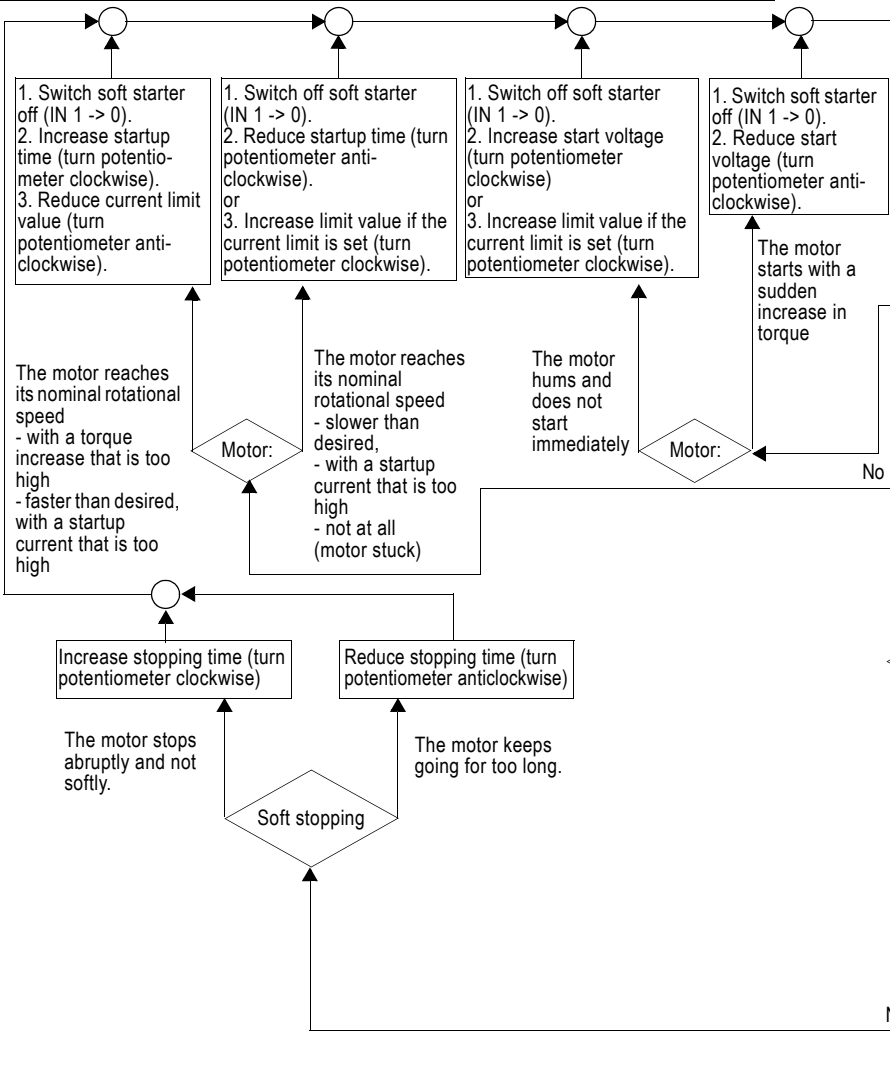 1. Switch soft starter
off (IN 1 -> 0).
2. Increase startup
time (turn potentio-
meter clockwise).
3. Reduce current limit
value (turn
potentiometer anti-
clockwise).
1. Switch off soft starter
(IN 1 -> 0).
2. Reduce startup time (turn
potentiometer anti-
clockwise).
or
3. Increase limit value if the
current limit is set (turn
potentiometer clockwise).
1. Switch off soft starter
(IN 1 -> 0).
2. Increase start voltage
(turn potentiometer
clockwise)
or
3. Increase limit value if the
current limit is set (turn
potentiometer clockwise).
1. Switch soft starter
off (IN 1 -> 0).
2. Reduce start
voltage (turn
potentiometer anti-
clockwise).
The motor
starts with a
sudden
increase in
torque
The motor reaches
its nominal rotational
speed
- with a torque
increase that is too
high
- faster than desired,
with a startup
current that is too
high
Motor:
The motor reaches
its nominal
rotational speed
- slower than
desired,
- with a startup
current that is too
high
- not at all
(motor stuck)
The motor
hums and
does not
start
immediately
Motor:
No
Increase stopping time (turn
potentiometer clockwise)
Reduce stopping time (turn
potentiometer anticlockwise)
The motor stops
abruptly and not
softly.
The motor keeps
going for too long.
Soft stopping